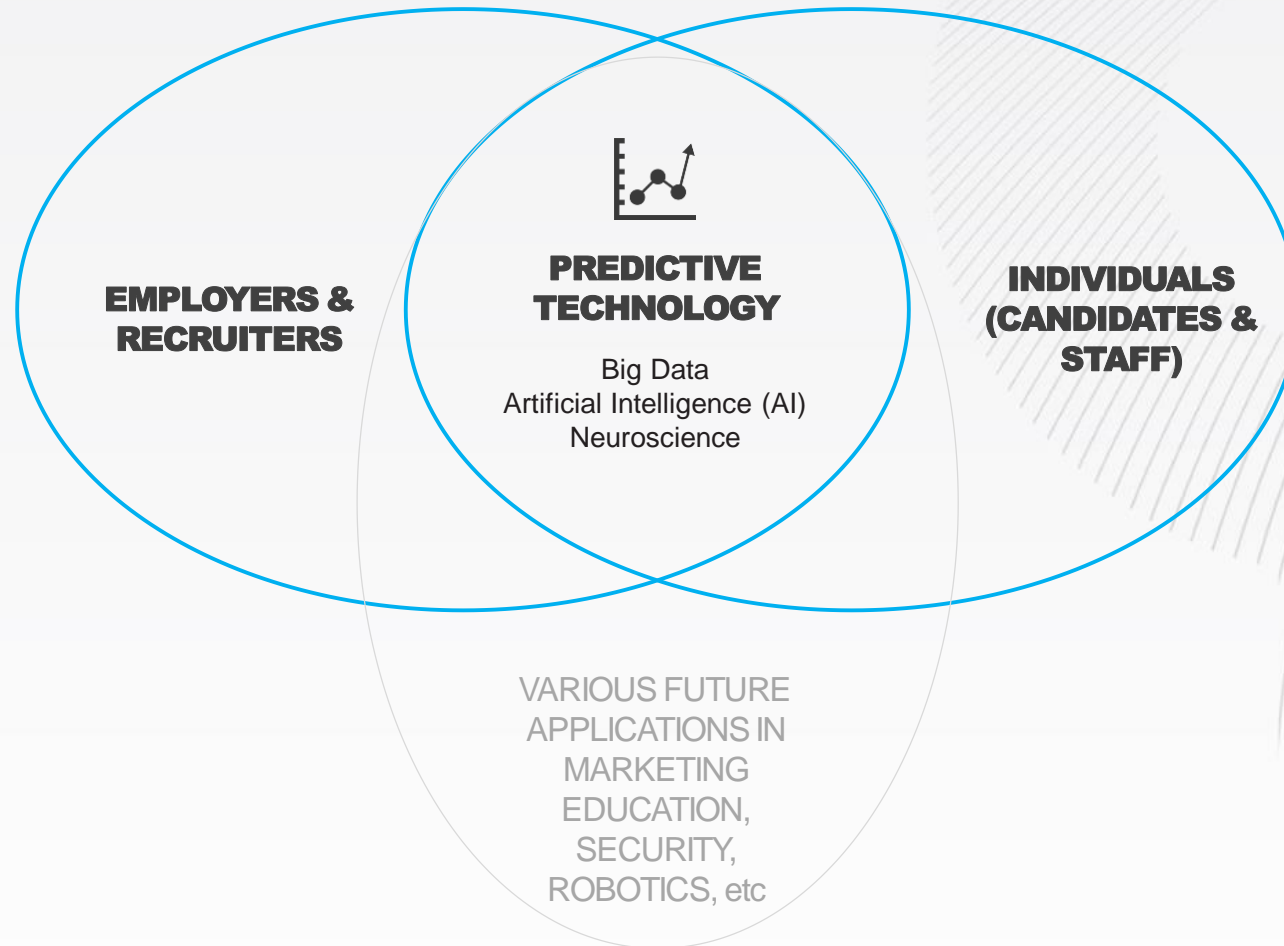 EMPLOYERS &
RECRUITERS
PREDICTIVE
TECHNOLOGY
Big Data
Artificial Intelligence (AI)
Neuroscience
INDIVIDUALS
(CANDIDATES &
STAFF)
VARIOUS FUTURE
APPLICATIONS IN
MARKETING
EDUCATION,
SECURITY,
ROBOTICS, etc